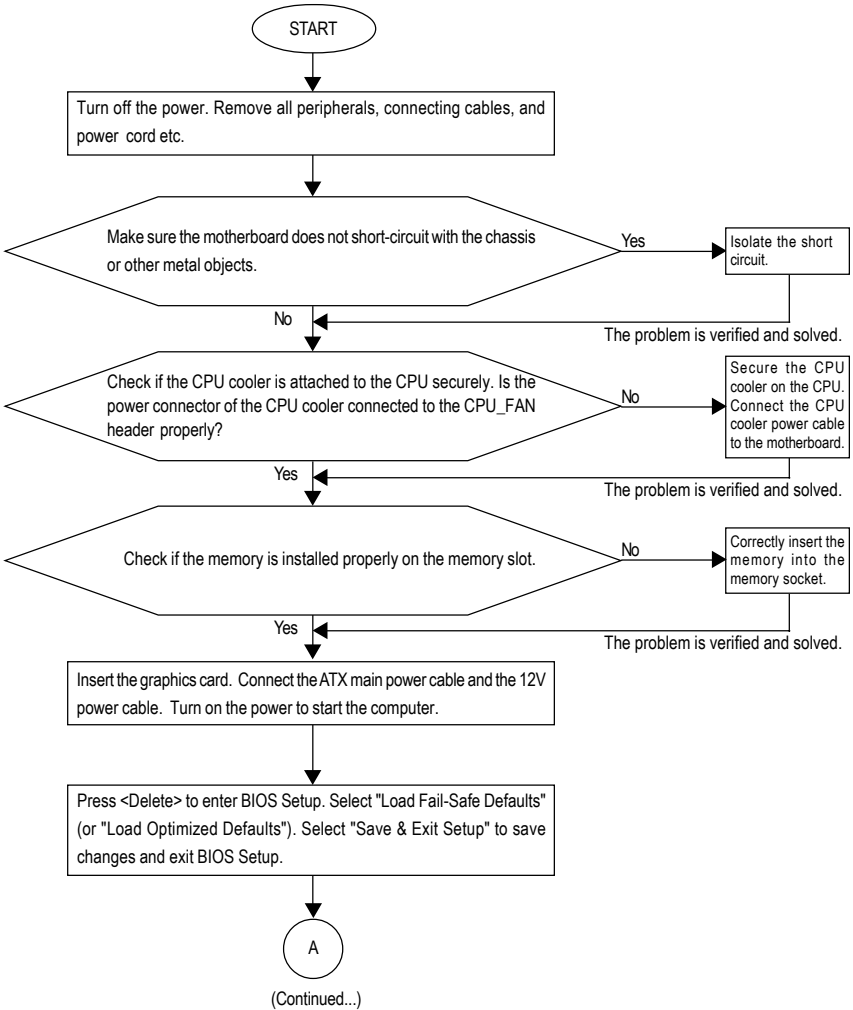 START
Turn off the power. Remove all peripherals, connecting cables, and
power cord etc.
Make sure the motherboard does not short-circuit with the chassis
or other metal objects.
Yes
Isolate the short
circuit.
No
The problem is verified and solved.
Check if the CPU cooler is attached to the CPU securely. Is the
power connector of the CPU cooler connected to the CPU_FAN
header properly?
No
Secure the CPU
cooler on the CPU.
Connect the CPU
cooler power cable
to the motherboard.
Yes
The problem is verified and solved.
Check if the memory is installed properly on the memory slot.
No
Correctly insert the
memory into the
memory socket.
Yes
The problem is verified and solved.
Insert the graphics card. Connect the ATX main power cable and the 12V
power cable. Turn on the power to start the computer.
Press <Delete> to enter BIOS Setup. Select "Load Fail-Safe Defaults"
(or "Load Optimized Defaults"). Select "Save & Exit Setup" to save
changes and exit BIOS Setup.
A
(Continued...)